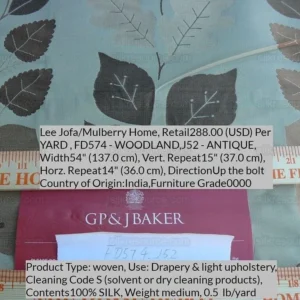 Lee Jofa/Mulberry Home, Retail288.00 (USD) Per
YARD , FD574 - WOODLAND,J52 - ANTIQUE,
Width54" (137.0 cm), Vert. Repeat15" (37.0 cm),
Horz. Repeat14" (36.0 cm), DirectionUp the bolt
Country of Origin:India,Furniture Grade0000
GP&JBAKER
FD574 J52
Product Type: woven, Use: Drapery & light upholstery,
Cleaning Code S (solvent or dry cleaning products),
Contents100% SILK, Weight medium, 0.5 lb/yard